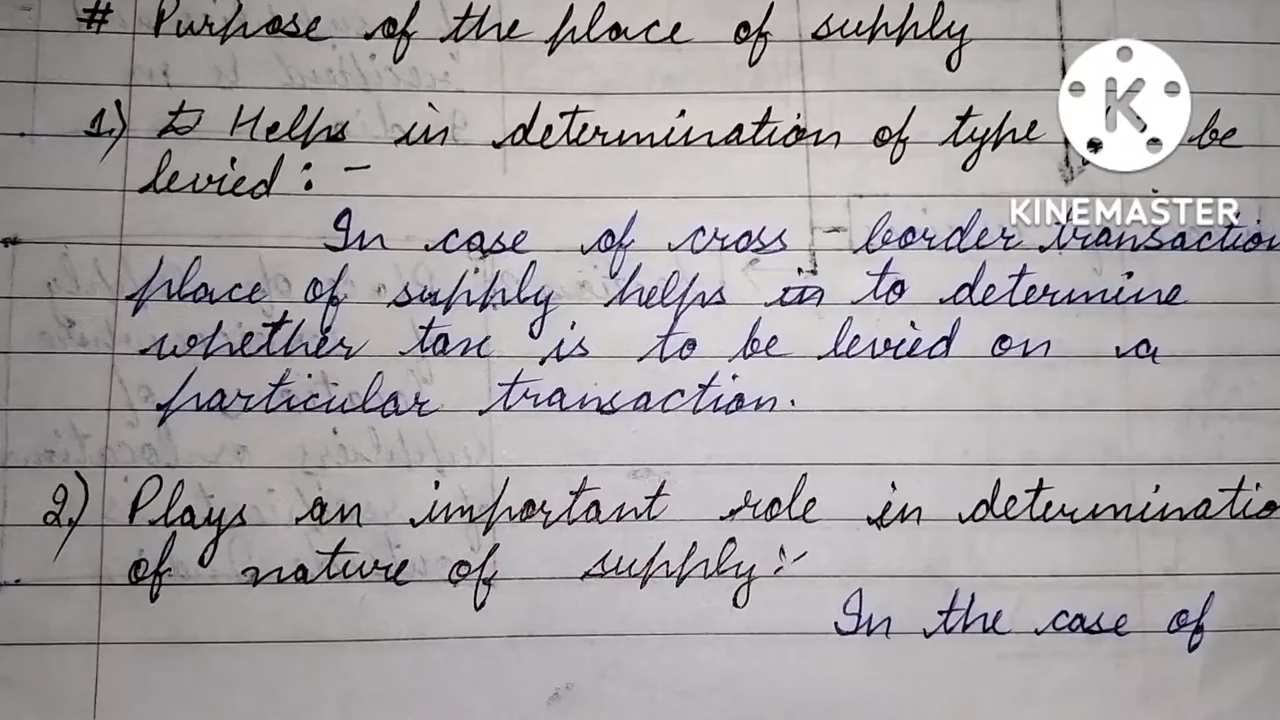 # Purpose of the place of supply
1.) Helps in determination of type be
levied : -
In case of cross - border transaction
place of supply helps to determine
whether tax is to be levied on a
particular transaction.
2.) Plays an important role in determinatio
of nature of supply :-
In the case of
K
KINEMASTER